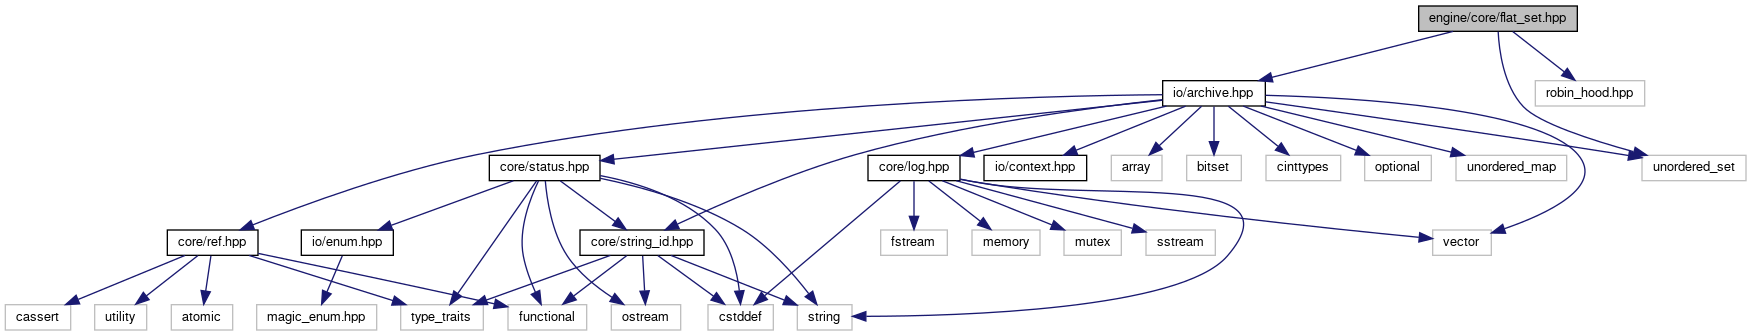 engine/core/flat_set.hpp
io/archive.hpp
robin_hood.hpp
core/status.hpp
core/log.hpp
io/context.hpp
array
bitset
cinttypes
optional
unordered_map
unordered_set
core/ref.hpp
io/enum.hpp
core/string_id.hpp
fstream
memory
mutex
sstream
vector
cassert
utility
atomic
magic_enum.hpp
type_traits
functional
ostream
cstddef
string